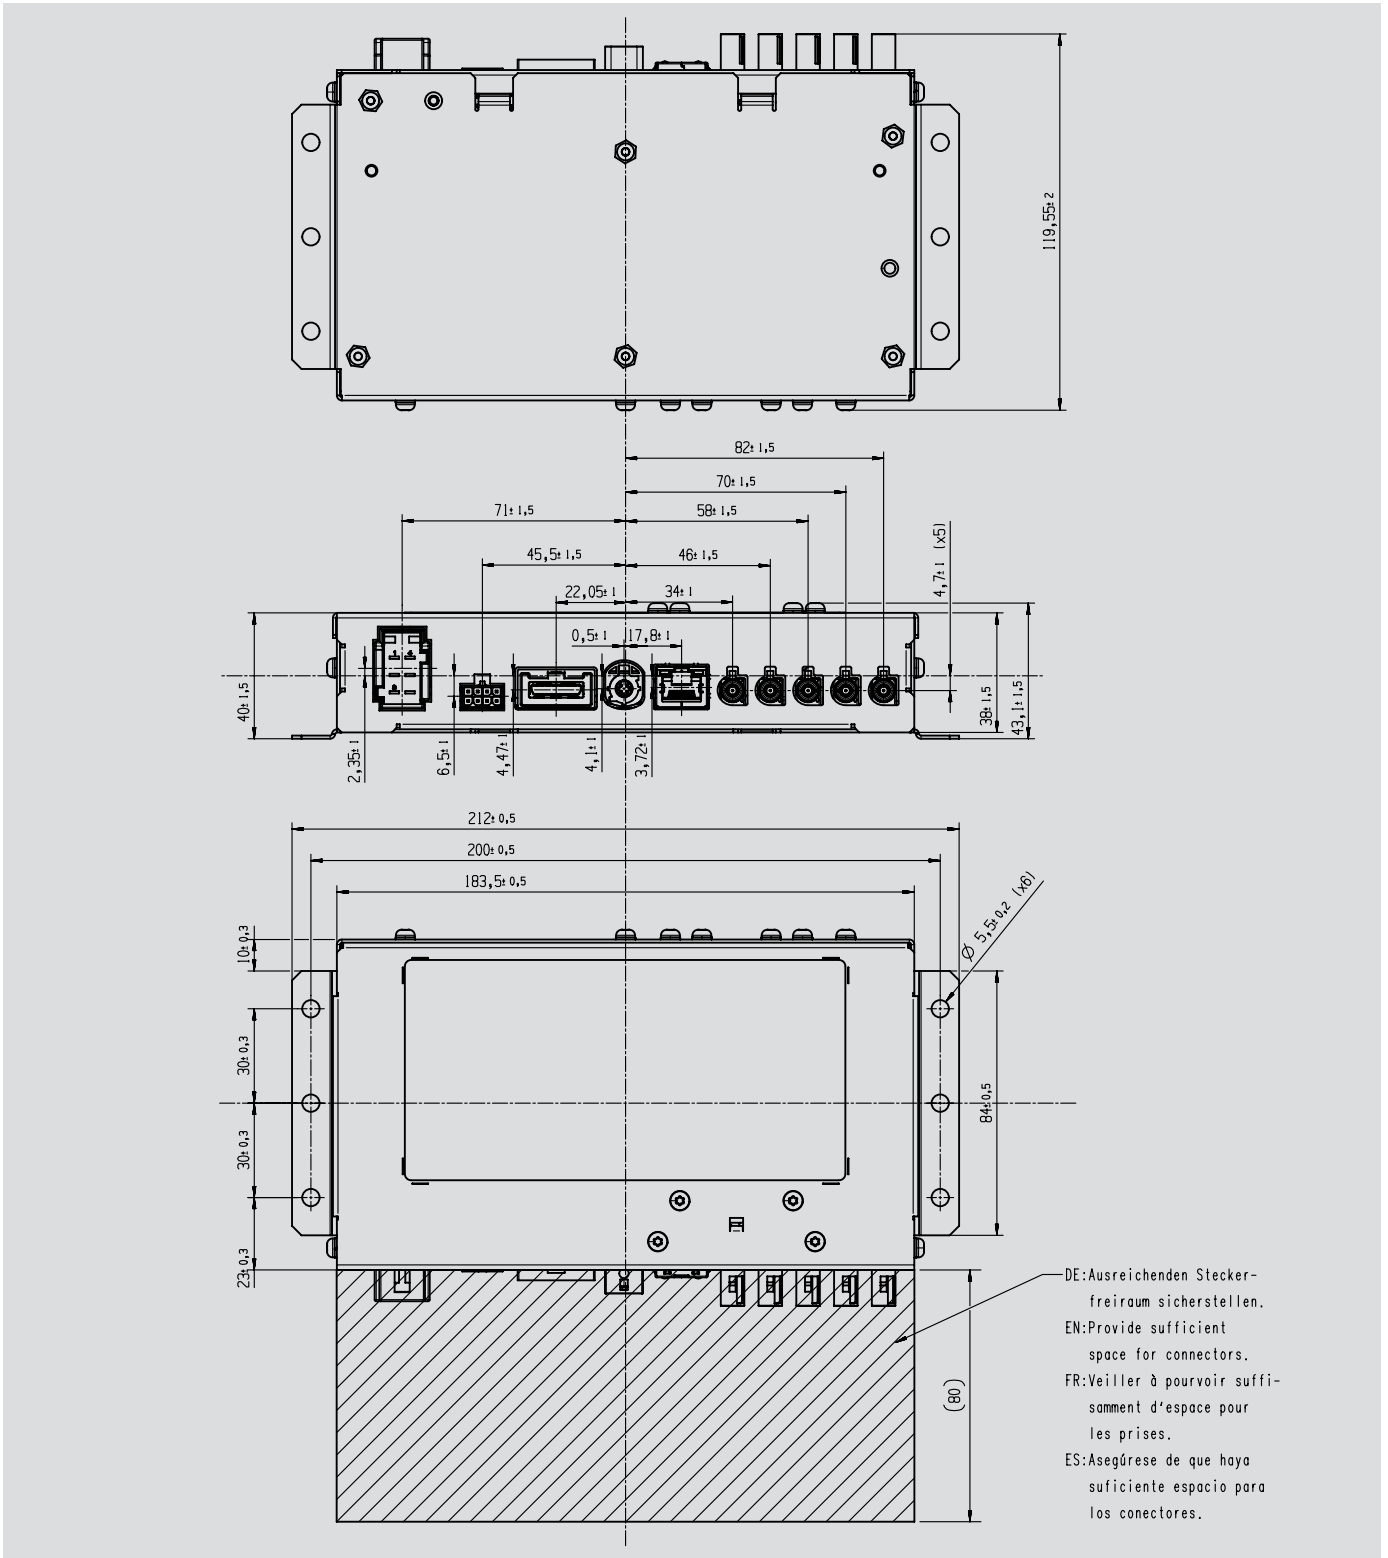 119,55± 2
82± 1,5
70± 1,5
71± 1,5
58± 1,5
45,5± 1,5
46± 1,5
4,7± 1 (x5)
22,05± 1
34± 1
0,5± 1
17,8± 1
1 4
40± 1,5
38± 1,5
43,1± 1,5
2,35± 1
6,5± 1
4,47± 1
4,1± 1
3,72± 1
212± 0,5
200± 0,5
183,5± 0,5
Ø 5,5± 0,2 (x6)
10± 0,3
30± 0,3
84± 0,5
30± 0,3
23± 0,3
(80)
DE:Ausreichenden Stecker-
freiraum sicherstellen.
EN:Provide sufficient
space for connectors.
FR:Veiller à pourvoir suffi-
samment d'espace pour
les prises.
ES:Asegúrese de que haya
suficiente espacio para
los conectores.